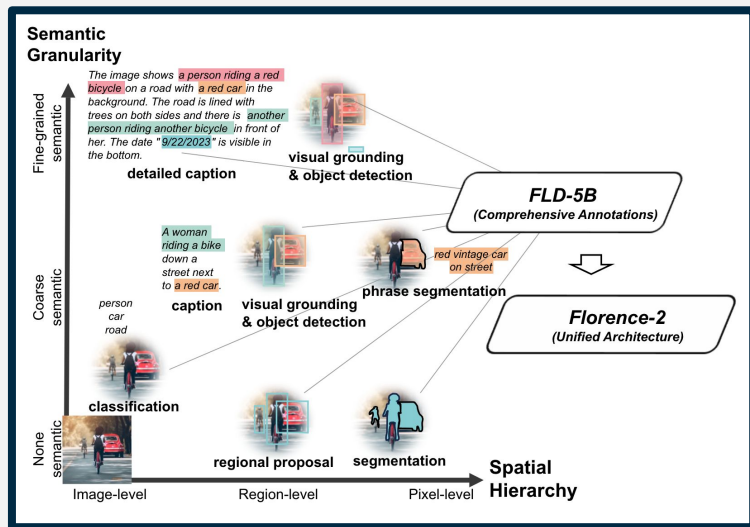 Semantic
Granularity
The image shows a person riding a red
bicycle on a road with a red car in the
background. The road is lined with
trees on both sides and there is another
person riding another bicycle in front of
her. The date "9/22/2023" is visible in
the bottom.
detailed caption
visual grounding
& object detection
Fine-grained
semantic
FLD-5B
(Comprehensive Annotations)
A woman
riding a bike
down a
street next
to a red car.
caption
visual grounding
& object detection
red vintage car
on street
phrase segmentation
Coarse
semantic
Florence-2
(Unified Architecture)
person
car
road
classification
None
semantic
regional proposal
segmentation
Image-level
Region-level
Pixel-level
Spatial
Hierarchy